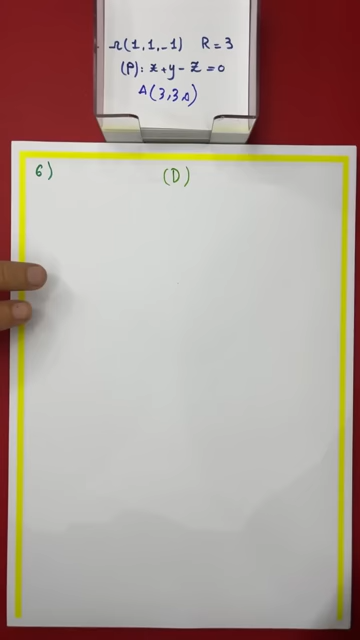 Ω(1,1,-1) R = 3
(P): x+y-z=0
A(3,3,1)
6) (D)